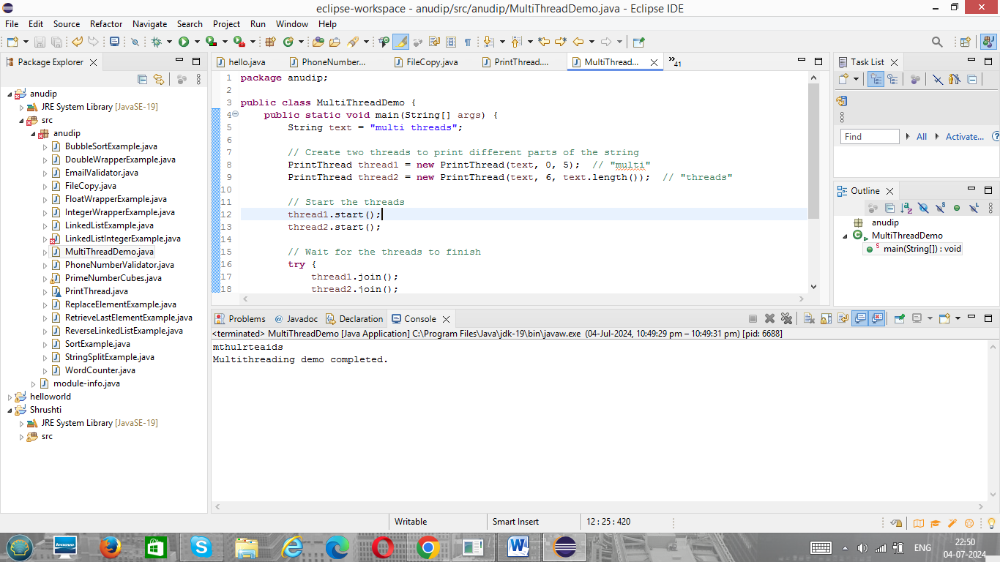 eclipse-workspace - anudip/src/anudip/MultiThreadDemo.java - Eclipse IDE
File Edit Source Refactor Navigate Search Project Run Window Help
Package Explorer
anudip
JRE System Library [JavaSE-19]
src
anudip
BubbleSortExample.java
DoubleWrapperExample.java
EmailValidator.java
FileCopy.java
FloatWrapperExample.java
IntegerWrapperExample.java
LinkedListExample.java
LinkedListIntegerExample.java
MultiThreadDemo.java
PhoneNumberValidator.java
PrimeNumberCubes.java
PrintThread.java
ReplaceElementExample.java
RetrieveLastElementExample.java
ReverseLinkedListExample.java
SortExample.java
StringSplitExample.java
WordCounter.java
module-info.java
helloworld
Shrushti
JRE System Library [JavaSE-19]
src
hello.java PhoneNumber... FileCopy.java PrintThread.... MultiThread... 41
1 package anudip;
2
3 public class MultiThreadDemo {
4 public static void main(String[] args) {
5 String text = "multi threads";
6
7 // Create two threads to print different parts of the string
8 PrintThread thread1 = new PrintThread(text, 0, 5); // "multi"
9 PrintThread thread2 = new PrintThread(text, 6, text.length()); // "threads"
10
11 // Start the threads
12 thread1.start();
13 thread2.start();
14
15 // Wait for the threads to finish
16 try {
17 thread1.join();
18 thread2.join();
Task List
Find All Activate...
Outline
anudip
MultiThreadDemo
main(String[]) : void
Problems @ Javadoc Declaration Console
<terminated> MultiThreadDemo [Java Application] C:\Program Files\Java\jdk-19\bin\javaw.exe (04-Jul-2024, 10:49:29 pm – 10:49:31 pm) [pid: 6688]
mthulrteaids
Multithreading demo completed.
Writable Smart Insert 12 : 25 : 420
lenovo
ENG
22:50
04-07-2024